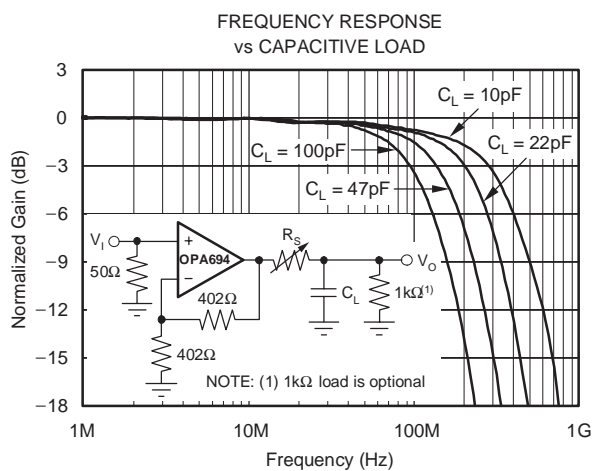 FREQUENCY RESPONSE
vs CAPACITIVE LOAD
Normalized Gain (dB)
3
0
−3
−6
−9
−12
−15
−18
C_L = 10pF
C_L = 100pF
C_L = 22pF
C_L = 47pF
V_I
+
OPA694
−
50Ω
R_S
V_O
402Ω
C_L
1kΩ(1)
402Ω
NOTE: (1) 1kΩ load is optional
1M 10M 100M 1G
Frequency (Hz)